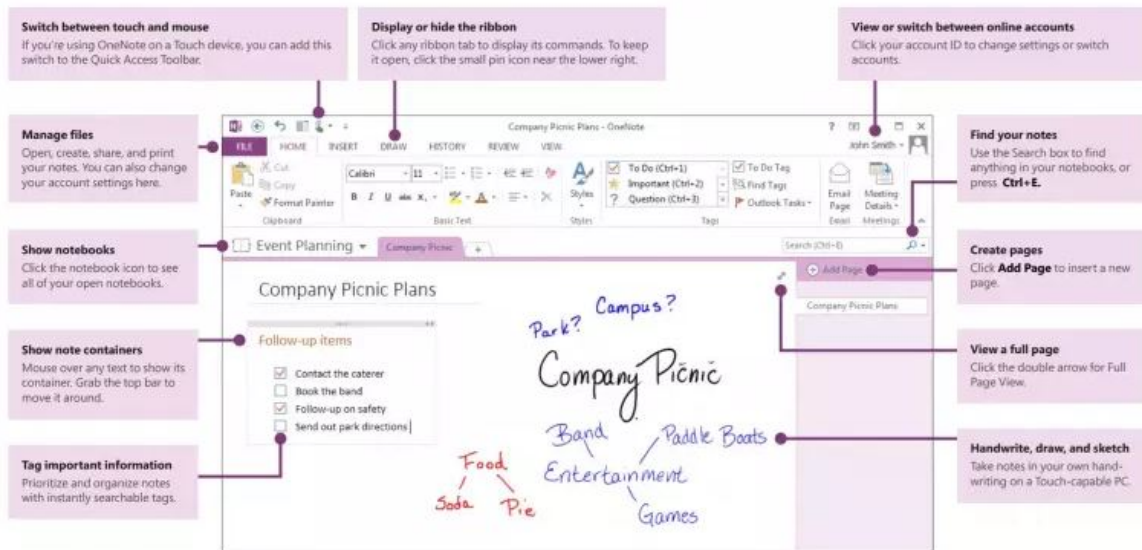 Switch between touch and mouse
If you're using OneNote on a Touch device, you can add this
switch to the Quick Access Toolbar.
Display or hide the ribbon
Click any ribbon tab to display its commands. To keep
it open, click the small pin icon near the lower right.
View or switch between online accounts
Click your account ID to change settings or switch
accounts.
Manage files
Open, create, share, and print
your notes. You can also change
your account settings here.
Show notebooks
Click the notebook icon to see
all of your open notebooks.
Show note containers
Mouse over any text to show its
container. Grab the top bar to
move it around.
Tag important information
Prioritize and organize notes
with instantly searchable tags.
Company Picnic Plans - OneNote
FILE HOME INSERT DRAW HISTORY REVIEW VIEW
John Smith
Paste
Cut
Copy
Format Painter
Clipboard
Calibri 11
B I U abc X,
Basic Text
Styles
Styles
To Do (Ctrl+1)
Important (Ctrl+2)
Question (Ctrl+3)
To Do Tag
Find Tags
Outlook Tasks
Tags
Email
Page
Email
Meeting
Details
Meetings
Event Planning
Company Picnic
Search (Ctrl+E)
Add Page
Company Picnic Plans
Company Picnic Plans
Follow-up items
Contact the caterer
Book the band
Follow-up on safety
Send out park directions
Park?
Campus?
Company Picnic
Band
Paddle Boats
Entertainment
Games
Food
Soda
Pie
Find your notes
Use the Search box to find
anything in your notebooks, or
press Ctrl+E.
Create pages
Click Add Page to insert a new
page.
View a full page
Click the double arrow for Full
Page View.
Handwrite, draw, and sketch
Take notes in your own hand-
writing on a Touch-capable PC.